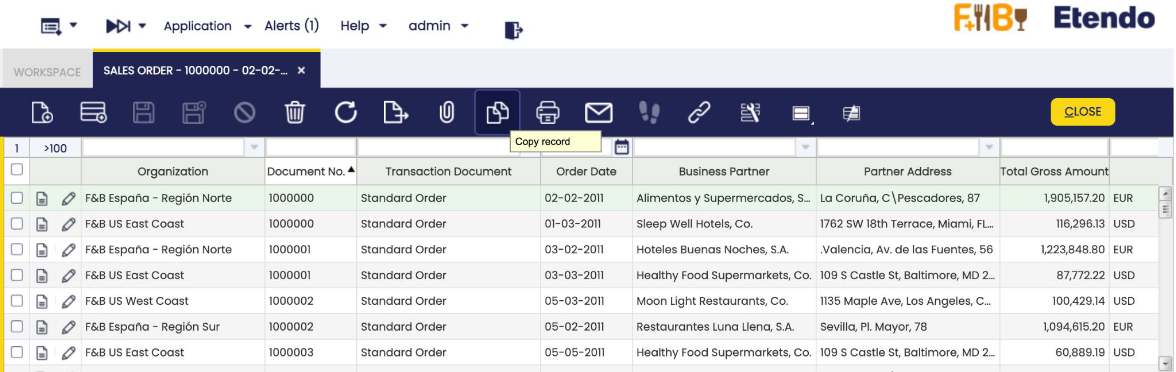 Application Alerts (1) Help admin F&B Etendo
WORKSPACE SALES ORDER - 1000000 - 02-02-... ×
CLOSE
Copy record
1 >100
Organization Document No. Transaction Document Order Date Business Partner Partner Address Total Gross Amount
F&B España - Región Norte 1000000 Standard Order 02-02-2011 Alimentos y Supermercados, S... La Coruña, C\Pescadores, 87 1,905,157.20 EUR
F&B US East Coast 1000000 Standard Order 01-03-2011 Sleep Well Hotels, Co. 1762 SW 18th Terrace, Miami, FL... 116,296.13 USD
F&B España - Región Norte 1000001 Standard Order 03-02-2011 Hoteles Buenas Noches, S.A. .Valencia, Av. de las Fuentes, 56 1,223,848.80 EUR
F&B US East Coast 1000001 Standard Order 03-03-2011 Healthy Food Supermarkets, Co. 109 S Castle St, Baltimore, MD 2... 87,772.22 USD
F&B US West Coast 1000002 Standard Order 05-03-2011 Moon Light Restaurants, Co. 1135 Maple Ave, Los Angeles, C... 100,429.14 USD
F&B España - Región Sur 1000002 Standard Order 05-02-2011 Restaurantes Luna Llena, S.A. Sevilla, Pl. Mayor, 78 1,094,615.20 EUR
F&B US East Coast 1000003 Standard Order 05-05-2011 Healthy Food Supermarkets, Co. 109 S Castle St, Baltimore, MD 2... 60,889.19 USD